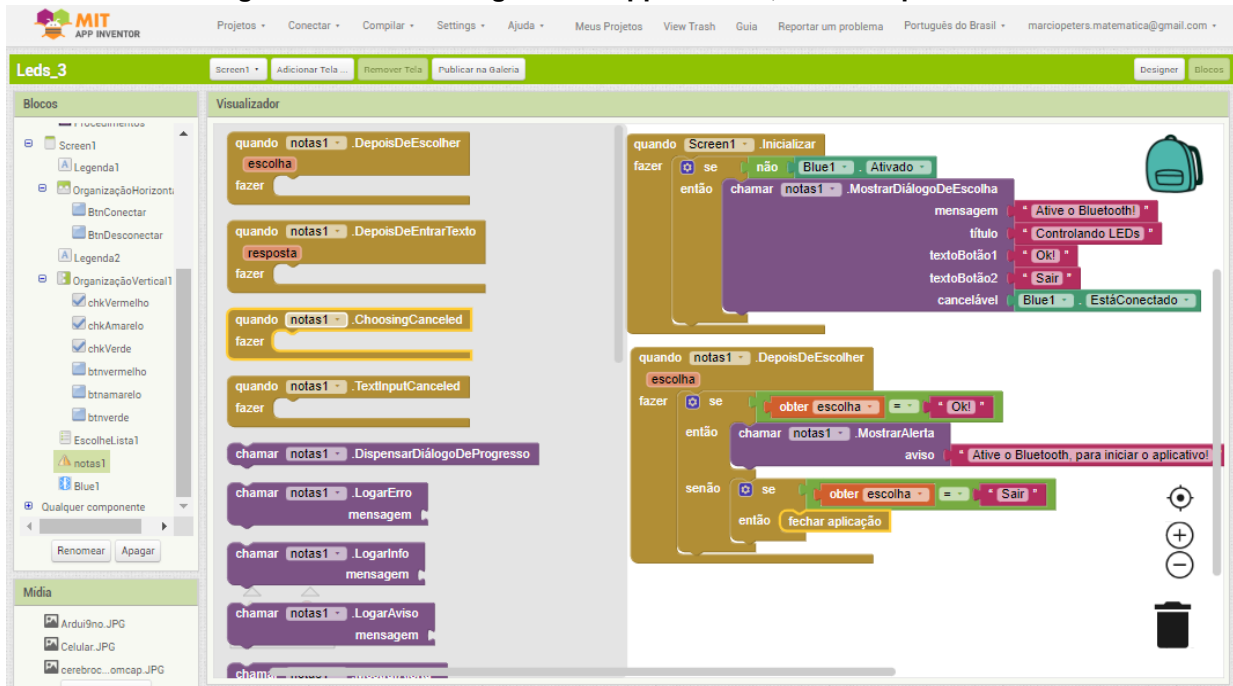 MIT
APP INVENTOR
Projetos
Conectar
Compilar
Settings
Ajuda
Meus Projetos
View Trash
Guia
Reportar um problema
Português do Brasil
marciopeters.matematica@gmail.com
Leds_3
Screen1
Adicionar Tela ...
Remover Tela
Publicar na Galeria
Designer
Blocos
Blocos
Procedimentos
Screen1
Legenda1
OrganizaçãoHorizont
BtnConectar
BtnDesconectar
Legenda2
OrganizaçãoVertical1
chkVermelho
chkAmarelo
chkVerde
btnvermelho
btnamarelo
btnverde
EscolheLista1
notas1
Blue1
Qualquer componente
Renomear
Apagar
Mídia
Ardui9no.JPG
Celular.JPG
cerebroc...omcap.JPG
Visualizador
quando notas1 .DepoisDeEscolher
escolha
fazer
quando notas1 .DepoisDeEntrarTexto
resposta
fazer
quando notas1 .ChoosingCanceled
fazer
quando notas1 .TextInputCanceled
fazer
chamar notas1 .DispensarDiálogoDeProgresso
chamar notas1 .LogarErro
mensagem
chamar notas1 .LogarInfo
mensagem
chamar notas1 .LogarAviso
mensagem
quando Screen1 .Inicializar
fazer se não Blue1 . Ativado
então chamar notas1 .MostrarDiálogoDeEscolha
mensagem " Ative o Bluetooth! "
título " Controlando LEDs "
textoBotão1 " Ok! "
textoBotão2 " Sair "
cancelável Blue1 . EstáConectado
quando notas1 .DepoisDeEscolher
escolha
fazer se obter escolha = " Ok! "
então chamar notas1 .MostrarAlerta
aviso " Ative o Bluetooth, para iniciar o aplicativo!
senão se obter escolha = " Sair "
então fechar aplicação